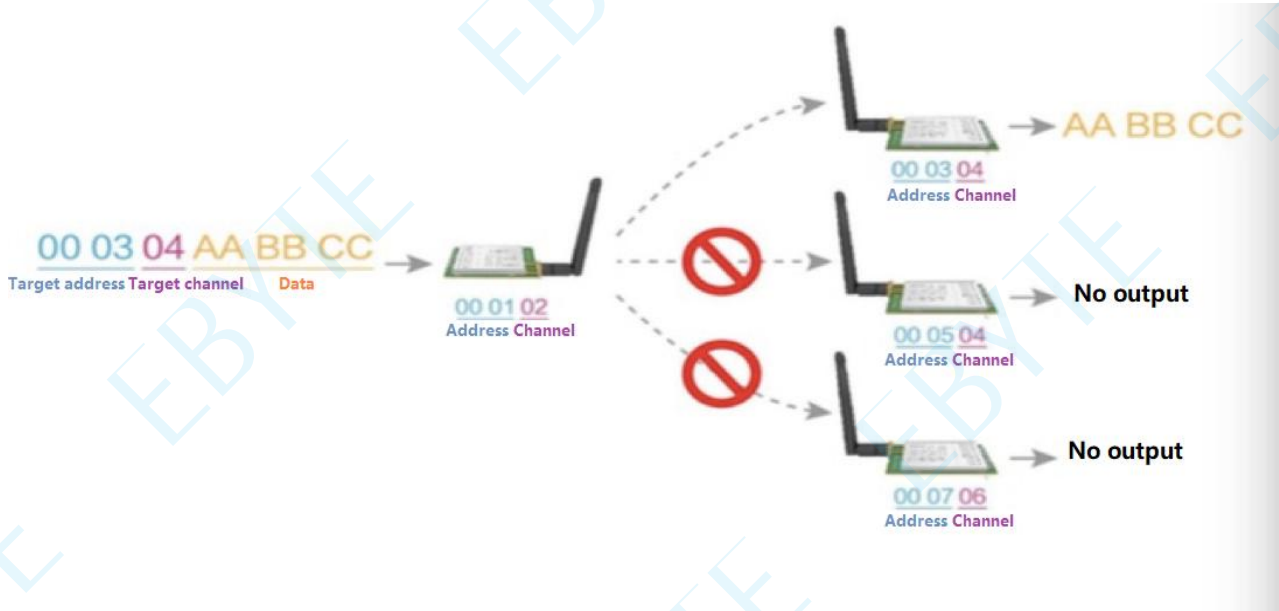 AA BB CC
00 03 04
Address Channel
00 03 04 AA BB CC
Target address Target channel Data
00 01 02
Address Channel
No output
00 05 04
Address Channel
No output
00 07 06
Address Channel
EBYTE
EBYTE
EBYTE